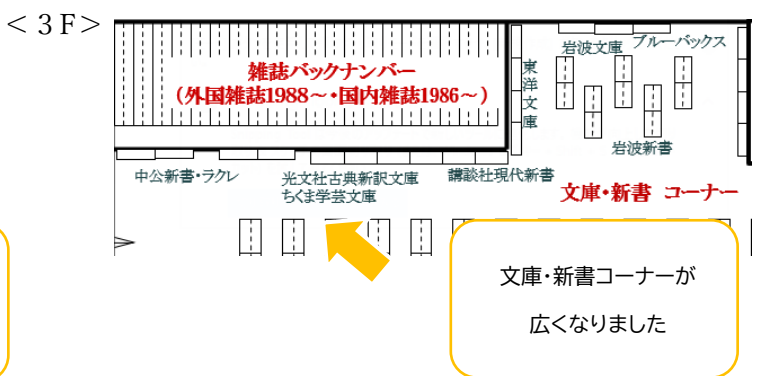 ＜３Ｆ＞
雑誌バックナンバー
（外国雑誌1988～・国内雑誌1986～）
東洋文庫
岩波文庫
ブルーバックス
岩波新書
中公新書・ラクレ
光文社古典新訳文庫
ちくま学芸文庫
講談社現代新書
文庫・新書 コーナー
文庫・新書コーナーが
広くなりました